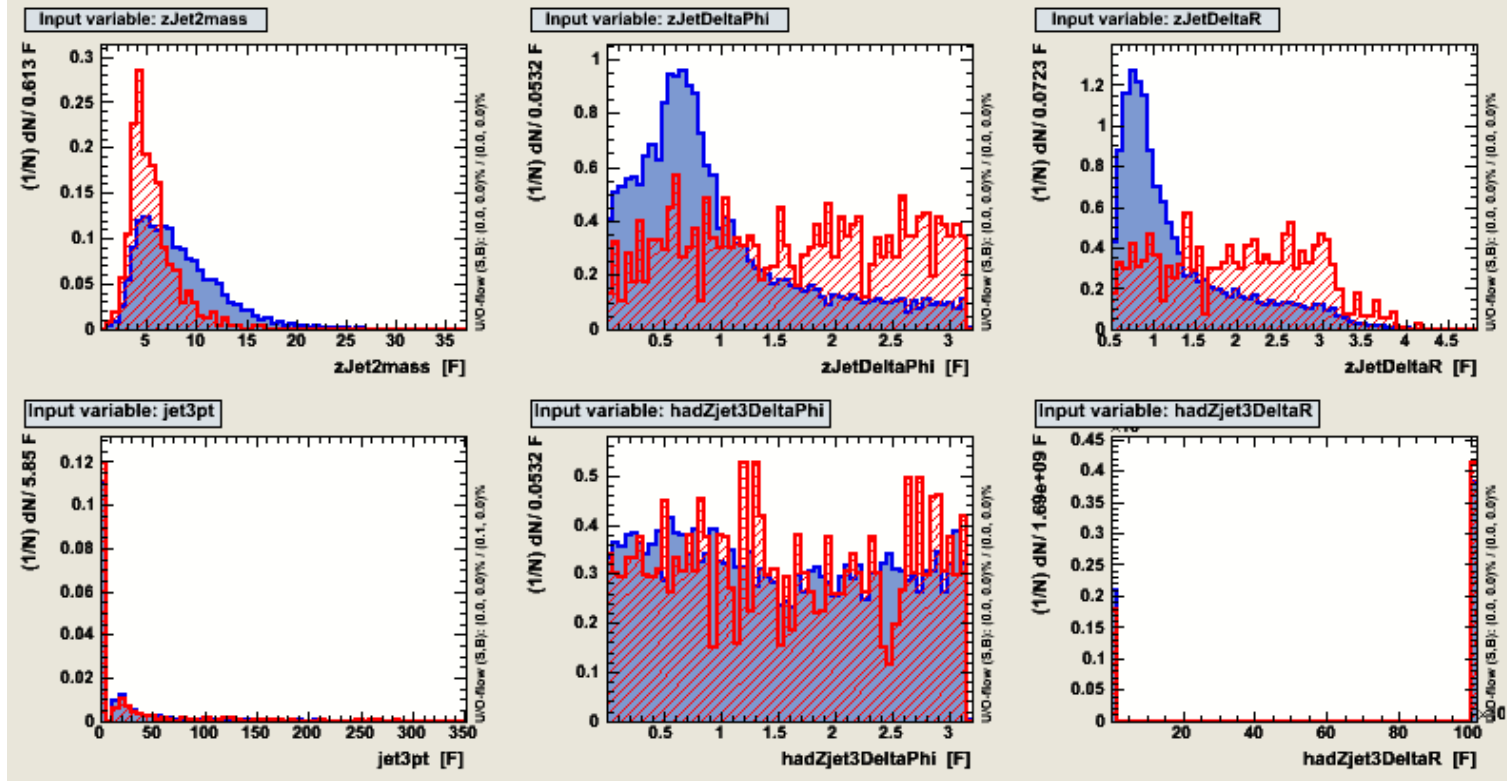 Input variable: zJet2mass
(1/N) dN/ 0.613 F
0.3
0.25
0.2
0.15
0.1
0.05
0
5 10 15 20 25 30 35
zJet2mass [F]
U/O-flow (S,B): (0.0, 0.0)% / (0.0, 0.0)%
Input variable: zJetDeltaPhi
(1/N) dN/ 0.0532 F
1
0.8
0.6
0.4
0.2
0
0.5 1 1.5 2 2.5 3
zJetDeltaPhi [F]
U/O-flow (S,B): (0.0, 0.0)% / (0.0, 0.0)%
Input variable: zJetDeltaR
(1/N) dN/ 0.0723 F
1.2
1
0.8
0.6
0.4
0.2
0
0.5 1 1.5 2 2.5 3 3.5 4 4.5
zJetDeltaR [F]
U/O-flow (S,B): (0.0, 0.0)% / (0.0, 0.0)%
Input variable: jet3pt
(1/N) dN/ 5.85 F
0.12
0.1
0.08
0.06
0.04
0.02
0
0 50 100 150 200 250 300 350
jet3pt [F]
U/O-flow (S,B): (0.0, 0.0)% / (0.1, 0.0)%
Input variable: hadZjet3DeltaPhi
(1/N) dN/ 0.0532 F
0.5
0.4
0.3
0.2
0.1
0
0.5 1 1.5 2 2.5 3
hadZjet3DeltaPhi [F]
U/O-flow (S,B): (0.0, 0.0)% / (0.0, 0.0)%
Input variable: hadZjet3DeltaR
(1/N) dN/ 1.69e+09 F
0.45
0.4
0.35
0.3
0.25
0.2
0.15
0.1
0.05
0
20 40 60 80 100
hadZjet3DeltaR [F]
U/O-flow (S,B): (0.0, 0.0)% / (0.0, 0.0)%